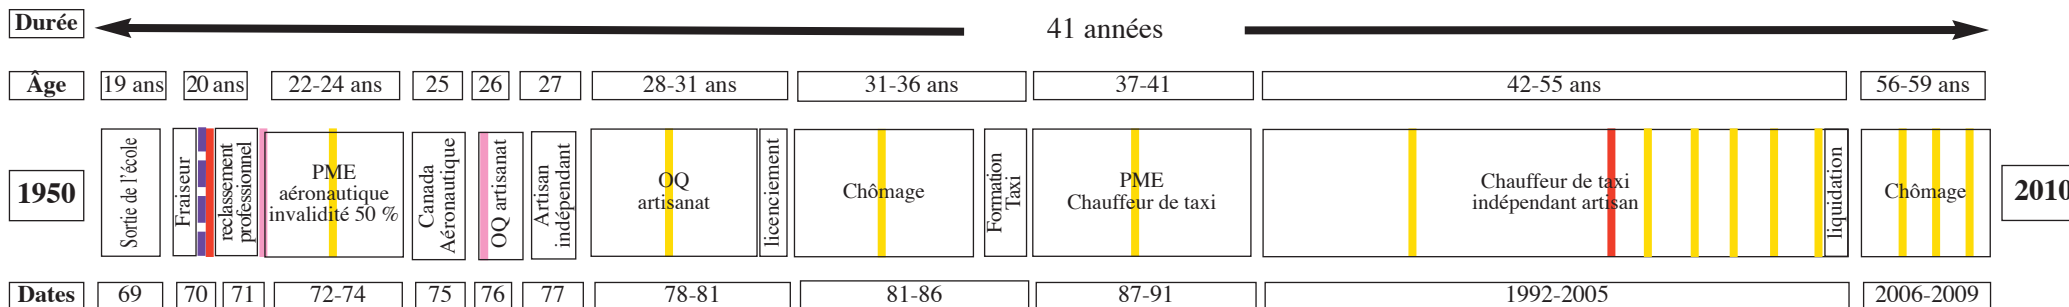 Durée
41 années
Âge
19 ans
20 ans
22-24 ans
25
26
27
28-31 ans
31-36 ans
37-41
42-55 ans
56-59 ans
1950
Sortie de l'école
Fraiseur
reclassement
professionnel
PME
aéronautique
invalidité 50 %
Canada
Aéronautique
OQ artisanat
Artisan
indépendant
OQ
artisanat
licenciement
Chômage
Formation
Taxi
PME
Chauffeur de taxi
Chauffeur de taxi
indépendant artisan
liquidation
Chômage
2010
Dates
69
70
71
72-74
75
76
77
78-81
81-86
87-91
1992-2005
2006-2009